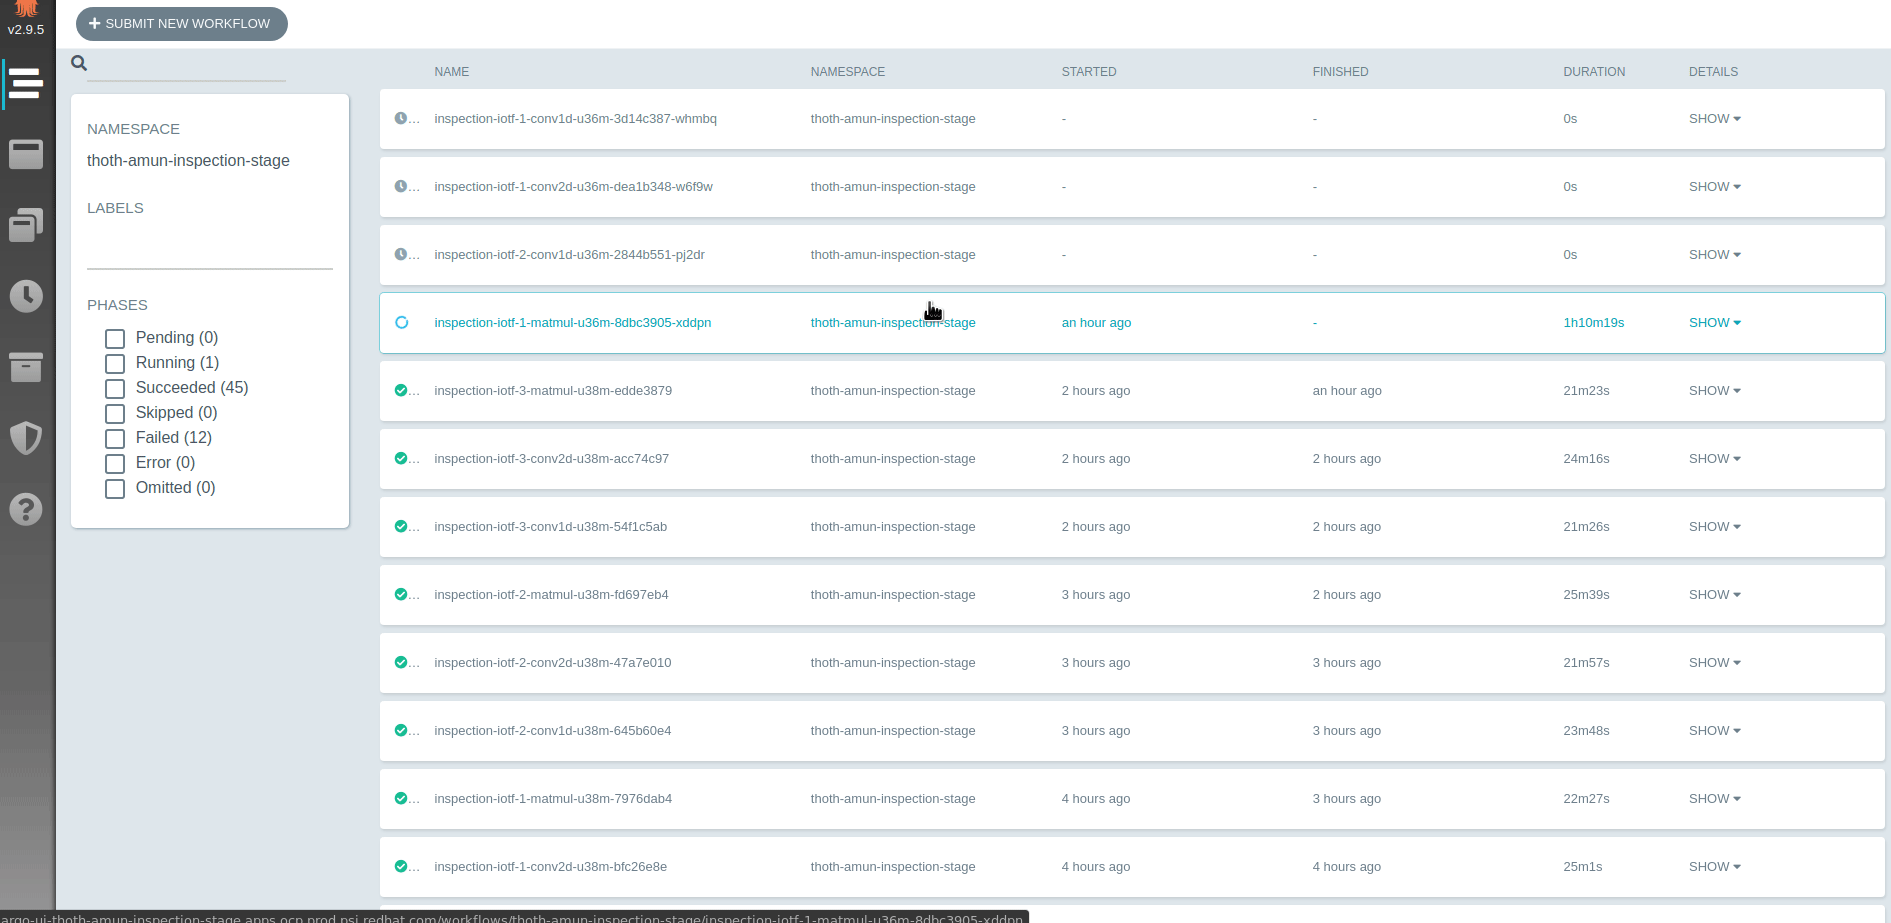 v2.9.5
SUBMIT NEW WORKFLOW
NAMESPACE
thoth-amun-inspection-stage
LABELS
PHASES
Pending (0)
Running (1)
Succeeded (45)
Skipped (0)
Failed (12)
Error (0)
Omitted (0)
NAME NAMESPACE STARTED FINISHED DURATION DETAILS
... inspection-iotf-1-conv1d-u36m-3d14c387-whmbq thoth-amun-inspection-stage - - 0s SHOW
... inspection-iotf-1-conv2d-u36m-dea1b348-w6f9w thoth-amun-inspection-stage - - 0s SHOW
... inspection-iotf-2-conv1d-u36m-2844b551-pj2dr thoth-amun-inspection-stage - - 0s SHOW
inspection-iotf-1-matmul-u36m-8dbc3905-xddpn thoth-amun-inspection-stage an hour ago - 1h10m19s SHOW
... inspection-iotf-3-matmul-u38m-edde3879 thoth-amun-inspection-stage 2 hours ago an hour ago 21m23s SHOW
... inspection-iotf-3-conv2d-u38m-acc74c97 thoth-amun-inspection-stage 2 hours ago 2 hours ago 24m16s SHOW
... inspection-iotf-3-conv1d-u38m-54f1c5ab thoth-amun-inspection-stage 2 hours ago 2 hours ago 21m26s SHOW
... inspection-iotf-2-matmul-u38m-fd697eb4 thoth-amun-inspection-stage 3 hours ago 2 hours ago 25m39s SHOW
... inspection-iotf-2-conv2d-u38m-47a7e010 thoth-amun-inspection-stage 3 hours ago 3 hours ago 21m57s SHOW
... inspection-iotf-2-conv1d-u38m-645b60e4 thoth-amun-inspection-stage 3 hours ago 3 hours ago 23m48s SHOW
... inspection-iotf-1-matmul-u38m-7976dab4 thoth-amun-inspection-stage 4 hours ago 3 hours ago 22m27s SHOW
... inspection-iotf-1-conv2d-u38m-bfc26e8e thoth-amun-inspection-stage 4 hours ago 4 hours ago 25m1s SHOW
argo-ui-thoth-amun-inspection-stage.apps.ocp.prod.psi.redhat.com/workflows/thoth-amun-inspection-stage/inspection-iotf-1-matmul-u36m-8dbc3905-xddpn